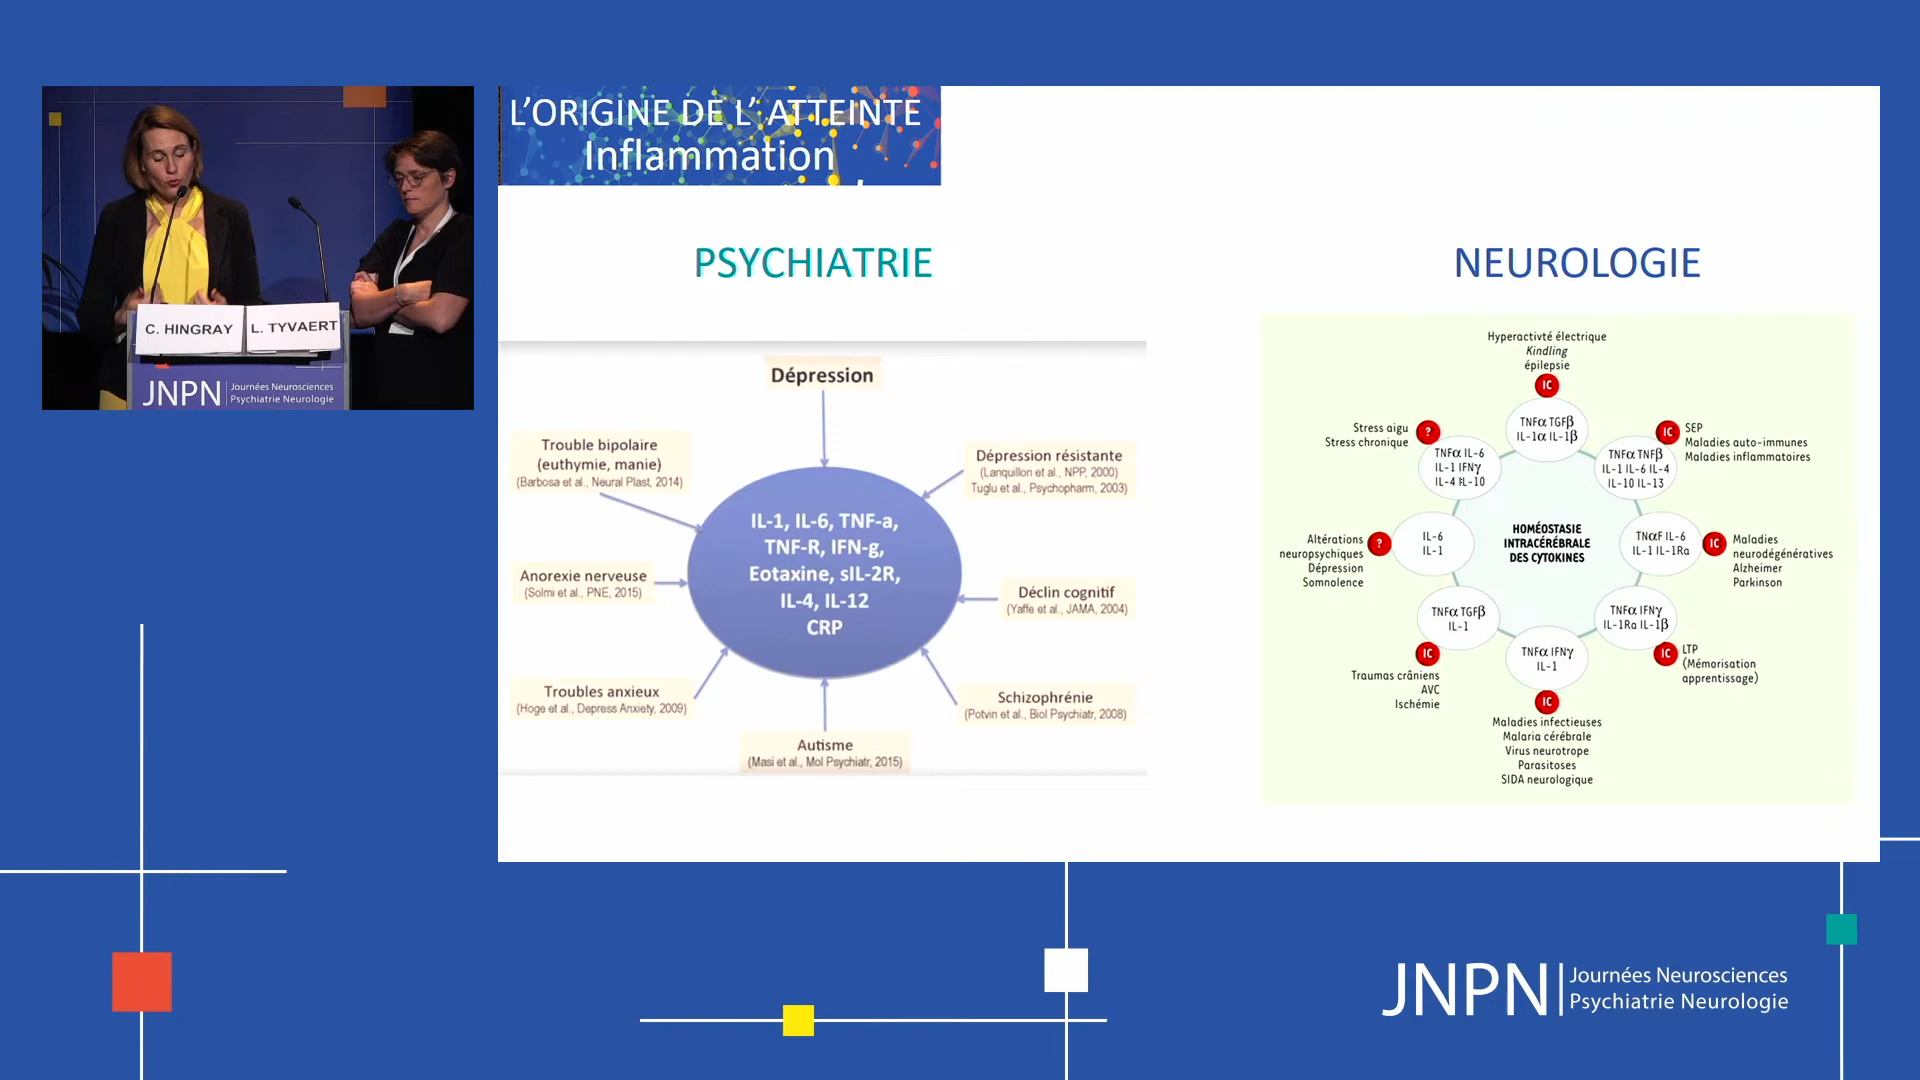 C. HINGRAY
L. TYVAERT
JNPN
Journées Neurosciences
Psychiatrie Neurologie
L’ORIGINE DE L’ ATTEINTE
Inflammation
PSYCHIATRIE
Dépression
Trouble bipolaire
(euthymie, manie)
(Barbosa et al., Neural Plast, 2014)
Dépression résistante
(Lanquillon et al., NPP, 2000)
Tuglu et al., Psychopharm, 2003)
IL-1, IL-6, TNF-a,
TNF-R, IFN-g,
Eotaxine, sIL-2R,
IL-4, IL-12
CRP
Anorexie nerveuse
(Solmi et al., PNE, 2015)
Déclin cognitif
(Yaffe et al., JAMA, 2004)
Troubles anxieux
(Hoge et al., Depress Anxiety, 2009)
Schizophrénie
(Potvin et al., Biol Psychiatr, 2008)
Autisme
(Masi et al., Mol Psychiatr, 2015)
NEUROLOGIE
Hyperactivté électrique
Kindling
épilepsie
IC
TNFα TGFβ
IL-1α IL-1β
SEP
Maladies auto-immunes
Maladies inflammatoires
IC
TNFα TNFβ
IL-1 IL-6 IL-4
IL-10 IL-13
Maladies
neurodégénératives
Alzheimer
Parkinson
IC
TNαF IL-6
IL-1 IL-1Ra
LTP
(Mémorisation
apprentissage)
IC
TNFα IFNγ
IL-1Ra IL-1β
TNFα IFNγ
IL-1
IC
Maladies infectieuses
Malaria cérébrale
Virus neurotrope
Parasitoses
SIDA neurologique
TNFα TGFβ
IL-1
IC
Traumas crâniens
AVC
Ischémie
IL-6
IL-1
?
Altérations
neuropsychiques
Dépression
Somnolence
Stress aigu
Stress chronique
?
TNFα IL-6
IL-1 IFNγ
IL-4 IL-10
HOMÉOSTASIE
INTRACÉRÉBRALE
DES CYTOKINES
JNPN
Journées Neurosciences
Psychiatrie Neurologie